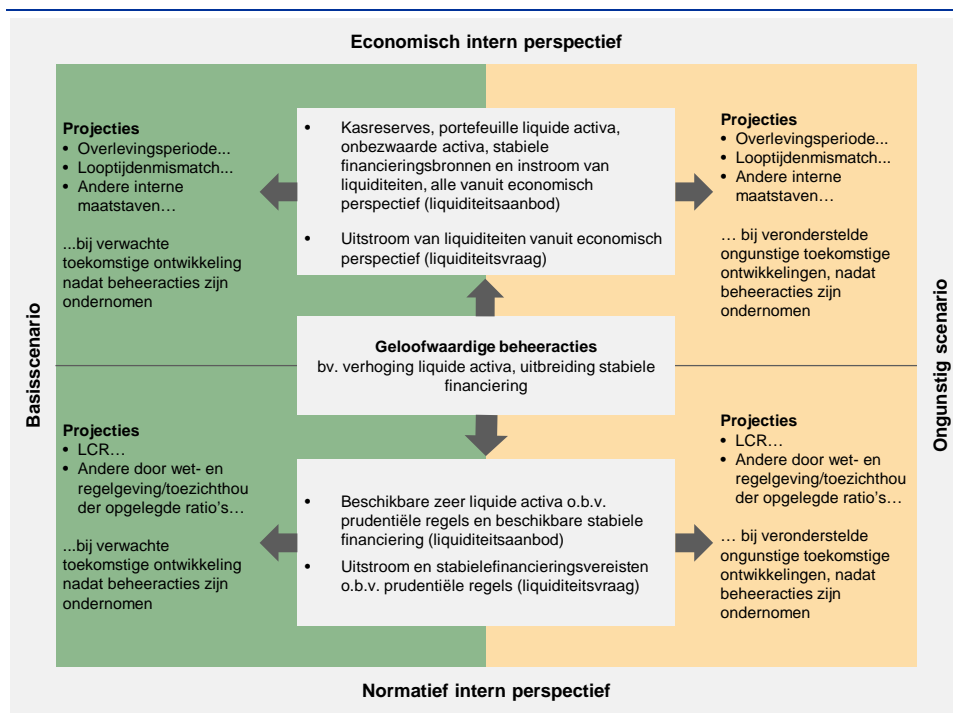 Economisch intern perspectief
Basisscenario
Projecties
• Overlevingsperiode...
• Looptijdenmismatch...
• Andere interne
maatstaven…
...bij verwachte
toekomstige ontwikkeling
nadat beheeracties zijn
ondernomen
• Kasreserves, portefeuille liquide activa,
onbezwaarde activa, stabiele
financieringsbronnen en instroom van
liquiditeiten, alle vanuit economisch
perspectief (liquiditeitsaanbod)
• Uitstroom van liquiditeiten vanuit economisch
perspectief (liquiditeitsvraag)
Projecties
• Overlevingsperiode...
• Looptijdenmismatch...
• Andere interne
maatstaven…
… bij veronderstelde
ongunstige toekomstige
ontwikkelingen, nadat
beheeracties zijn
ondernomen
Ongunstig scenario
Geloofwaardige beheeracties
bv. verhoging liquide activa, uitbreiding stabiele
financiering
Projecties
• LCR…
• Andere door wet- en
regelgeving/toezichthou
der opgelegde ratio’s…
...bij verwachte
toekomstige ontwikkeling
nadat beheeracties zijn
ondernomen
• Beschikbare zeer liquide activa o.b.v.
prudentiële regels en beschikbare stabiele
financiering (liquiditeitsaanbod)
• Uitstroom en stabielefinancieringsvereisten
o.b.v. prudentiële regels (liquiditeitsvraag)
Projecties
• LCR…
• Andere door wet- en
regelgeving/toezichthou
der opgelegde ratio’s…
… bij veronderstelde
ongunstige toekomstige
ontwikkelingen, nadat
beheeracties zijn
ondernomen
Normatief intern perspectief